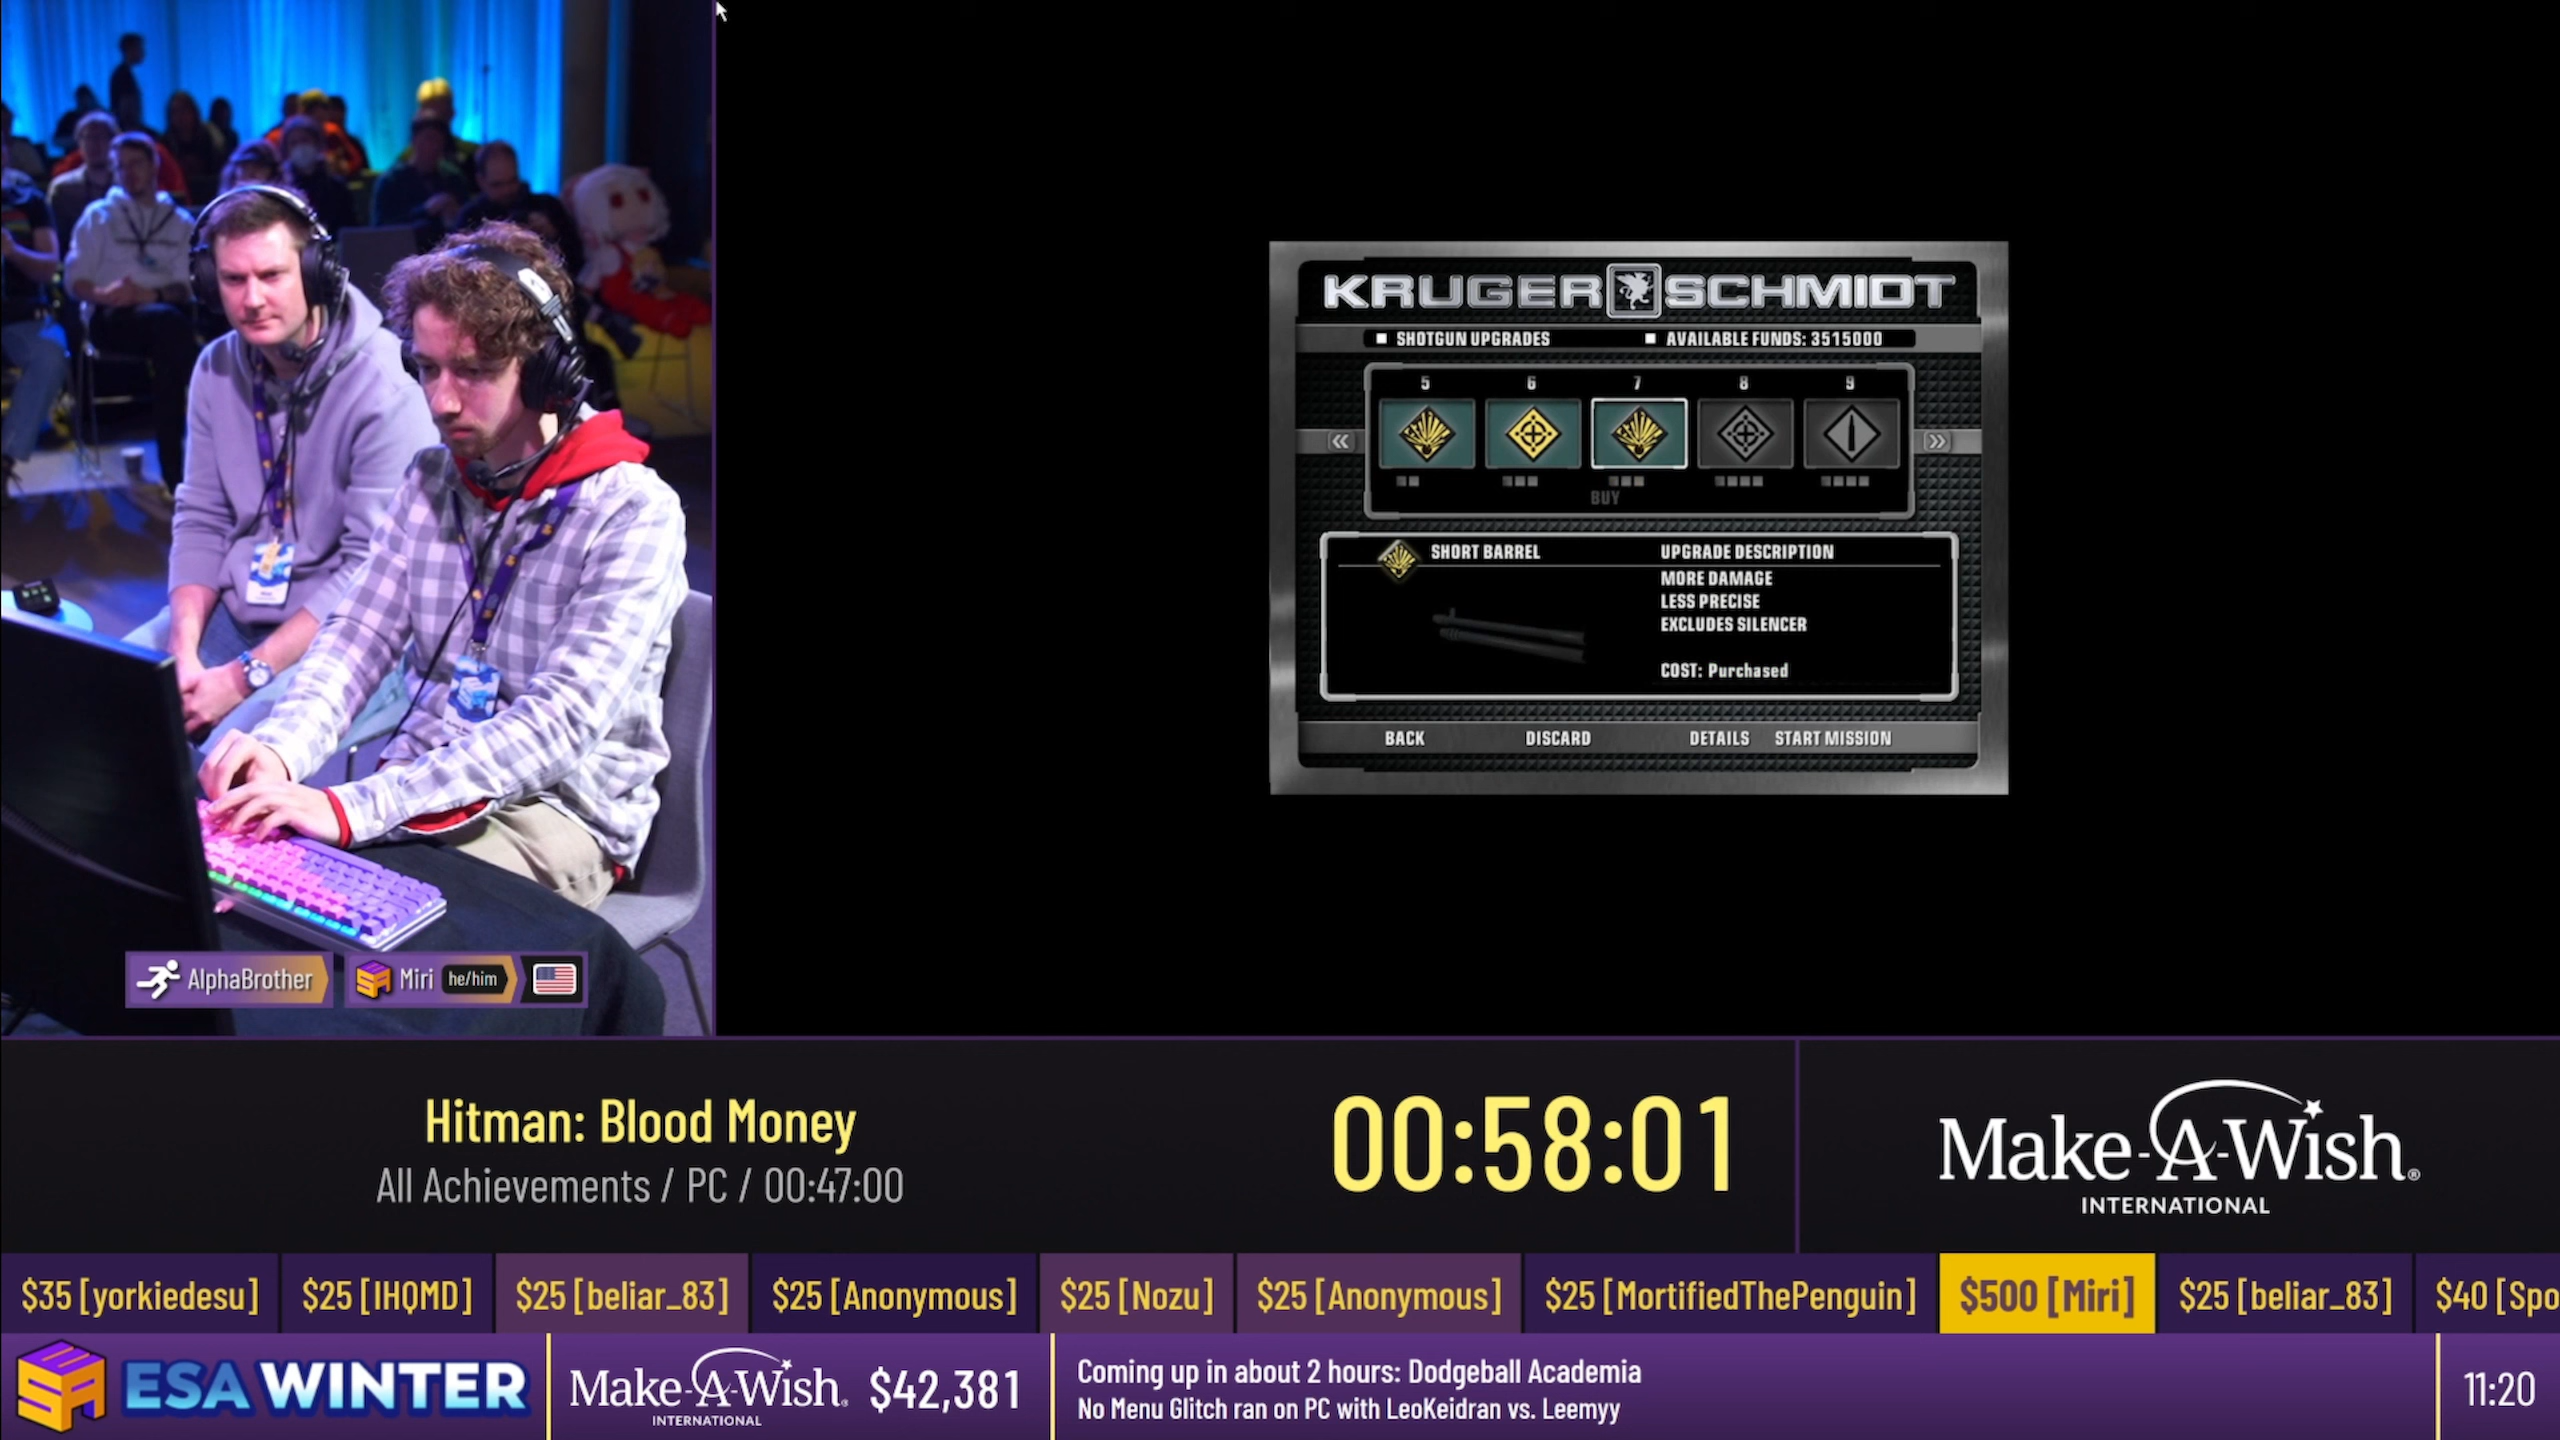 KRUGER SCHMIDT
SHOTGUN UPGRADES
AVAILABLE FUNDS: 3515000
5 6 7 8 9
BUY
SHORT BARREL
UPGRADE DESCRIPTION
MORE DAMAGE
LESS PRECISE
EXCLUDES SILENCER
COST: Purchased
BACK DISCARD DETAILS START MISSION
AlphaBrother
Miri he/him
Hitman: Blood Money
All Achievements / PC / 00:47:00
00:58:01
Make-A-Wish®
INTERNATIONAL
$35 [yorkiedesu] $25 [IHQMD] $25 [beliar_83] $25 [Anonymous] $25 [Nozu] $25 [Anonymous] $25 [MortifiedThePenguin] $500 [Miri] $25 [beliar_83] $40 [Spo
ESA WINTER
Make-A-Wish®
INTERNATIONAL
$42,381
Coming up in about 2 hours: Dodgeball Academia
No Menu Glitch ran on PC with LeoKeidran vs. Leemyy
11:20